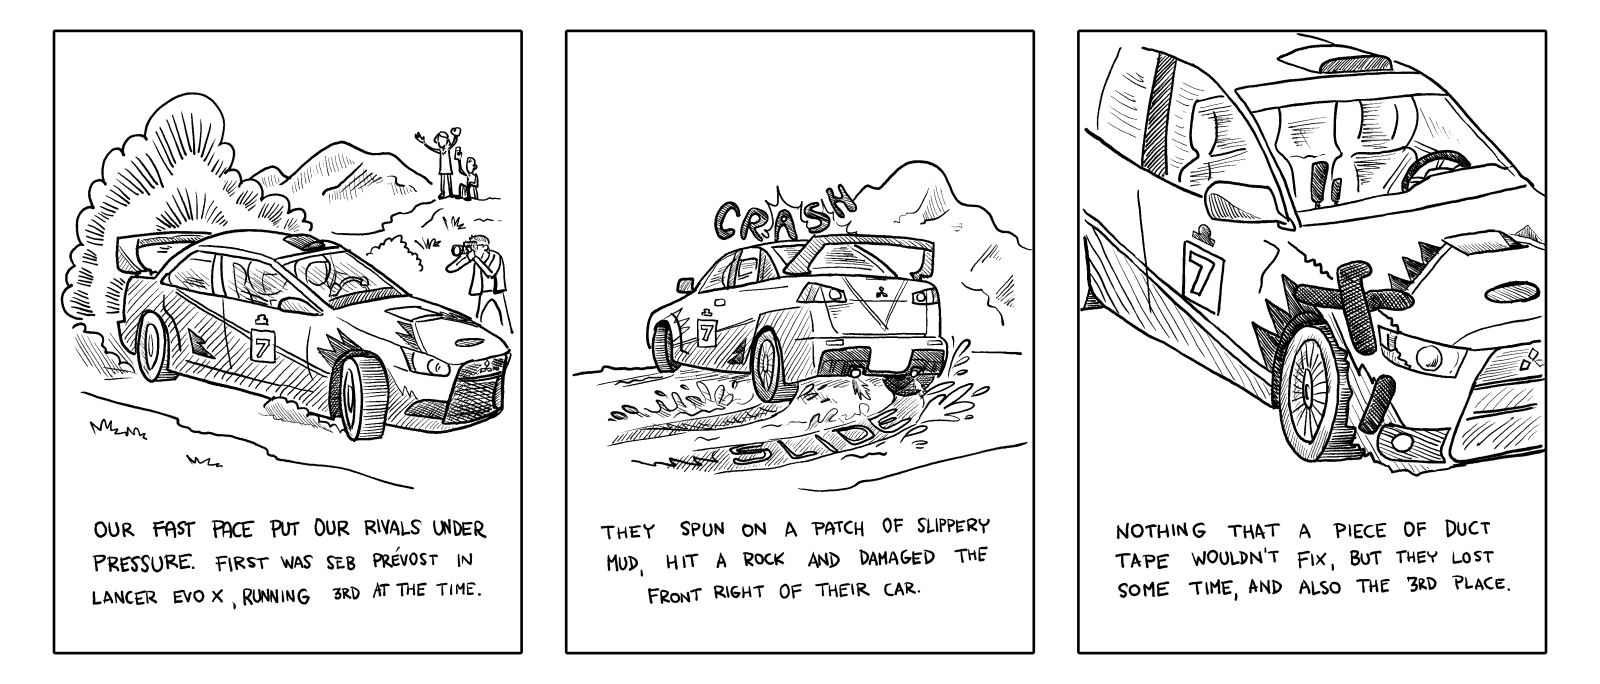 OUR FAST PACE PUT OUR RIVALS UNDER
PRESSURE. FIRST WAS SEB PRÉVOST IN
LANCER EVO X, RUNNING 3RD AT THE TIME.
7
CRASH
7
SLIDE
THEY SPUN ON A PATCH OF SLIPPERY
MUD, HIT A ROCK AND DAMAGED THE
FRONT RIGHT OF THEIR CAR.
7
NOTHING THAT A PIECE OF DUCT
TAPE WOULDN'T FIX, BUT THEY LOST
SOME TIME, AND ALSO THE 3RD PLACE.